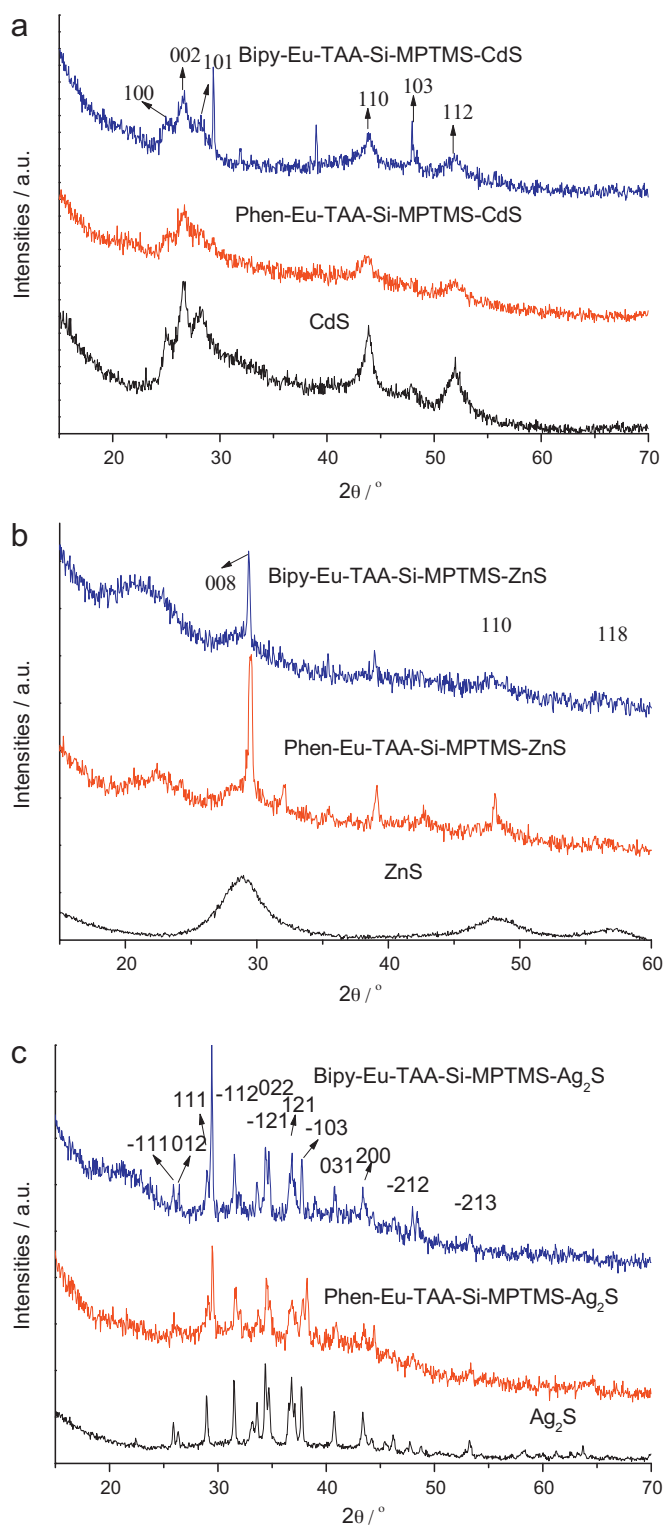 a
Bipy-Eu-TAA-Si-MPTMS-CdS
002
101
100
110
103
112
Phen-Eu-TAA-Si-MPTMS-CdS
CdS
Intensities / a.u.
20 30 40 50 60 70
2θ / °
b
Bipy-Eu-TAA-Si-MPTMS-ZnS
008
110
118
Phen-Eu-TAA-Si-MPTMS-ZnS
ZnS
Intensities / a.u.
20 30 40 50 60
2θ / °
c
Bipy-Eu-TAA-Si-MPTMS-Ag₂S
-111 012 111 -112 022 -121 121 -103 031 200 -212 -213
Phen-Eu-TAA-Si-MPTMS-Ag₂S
Ag₂S
Intensities / a.u.
20 30 40 50 60 70
2θ / °